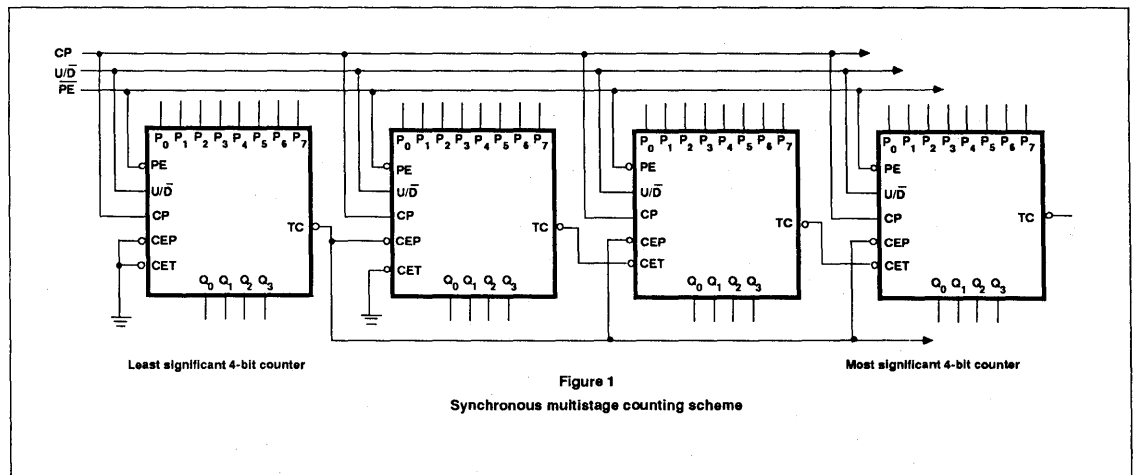 CP
U/D̅
P̅E̅
P0 P1 P2 P3 P4 P5 P6 P7
PE
U/D̅
CP
TC
CEP
CET
Q0 Q1 Q2 Q3
P0 P1 P2 P3 P4 P5 P6 P7
PE
U/D̅
CP
TC
CEP
CET
Q0 Q1 Q2 Q3
P0 P1 P2 P3 P4 P5 P6 P7
PE
U/D̅
CP
TC
CEP
CET
Q0 Q1 Q2 Q3
P0 P1 P2 P3 P4 P5 P6 P7
PE
U/D̅
CP
TC
CEP
CET
Q0 Q1 Q2 Q3
Least significant 4-bit counter
Most significant 4-bit counter
Figure 1
Synchronous multistage counting scheme